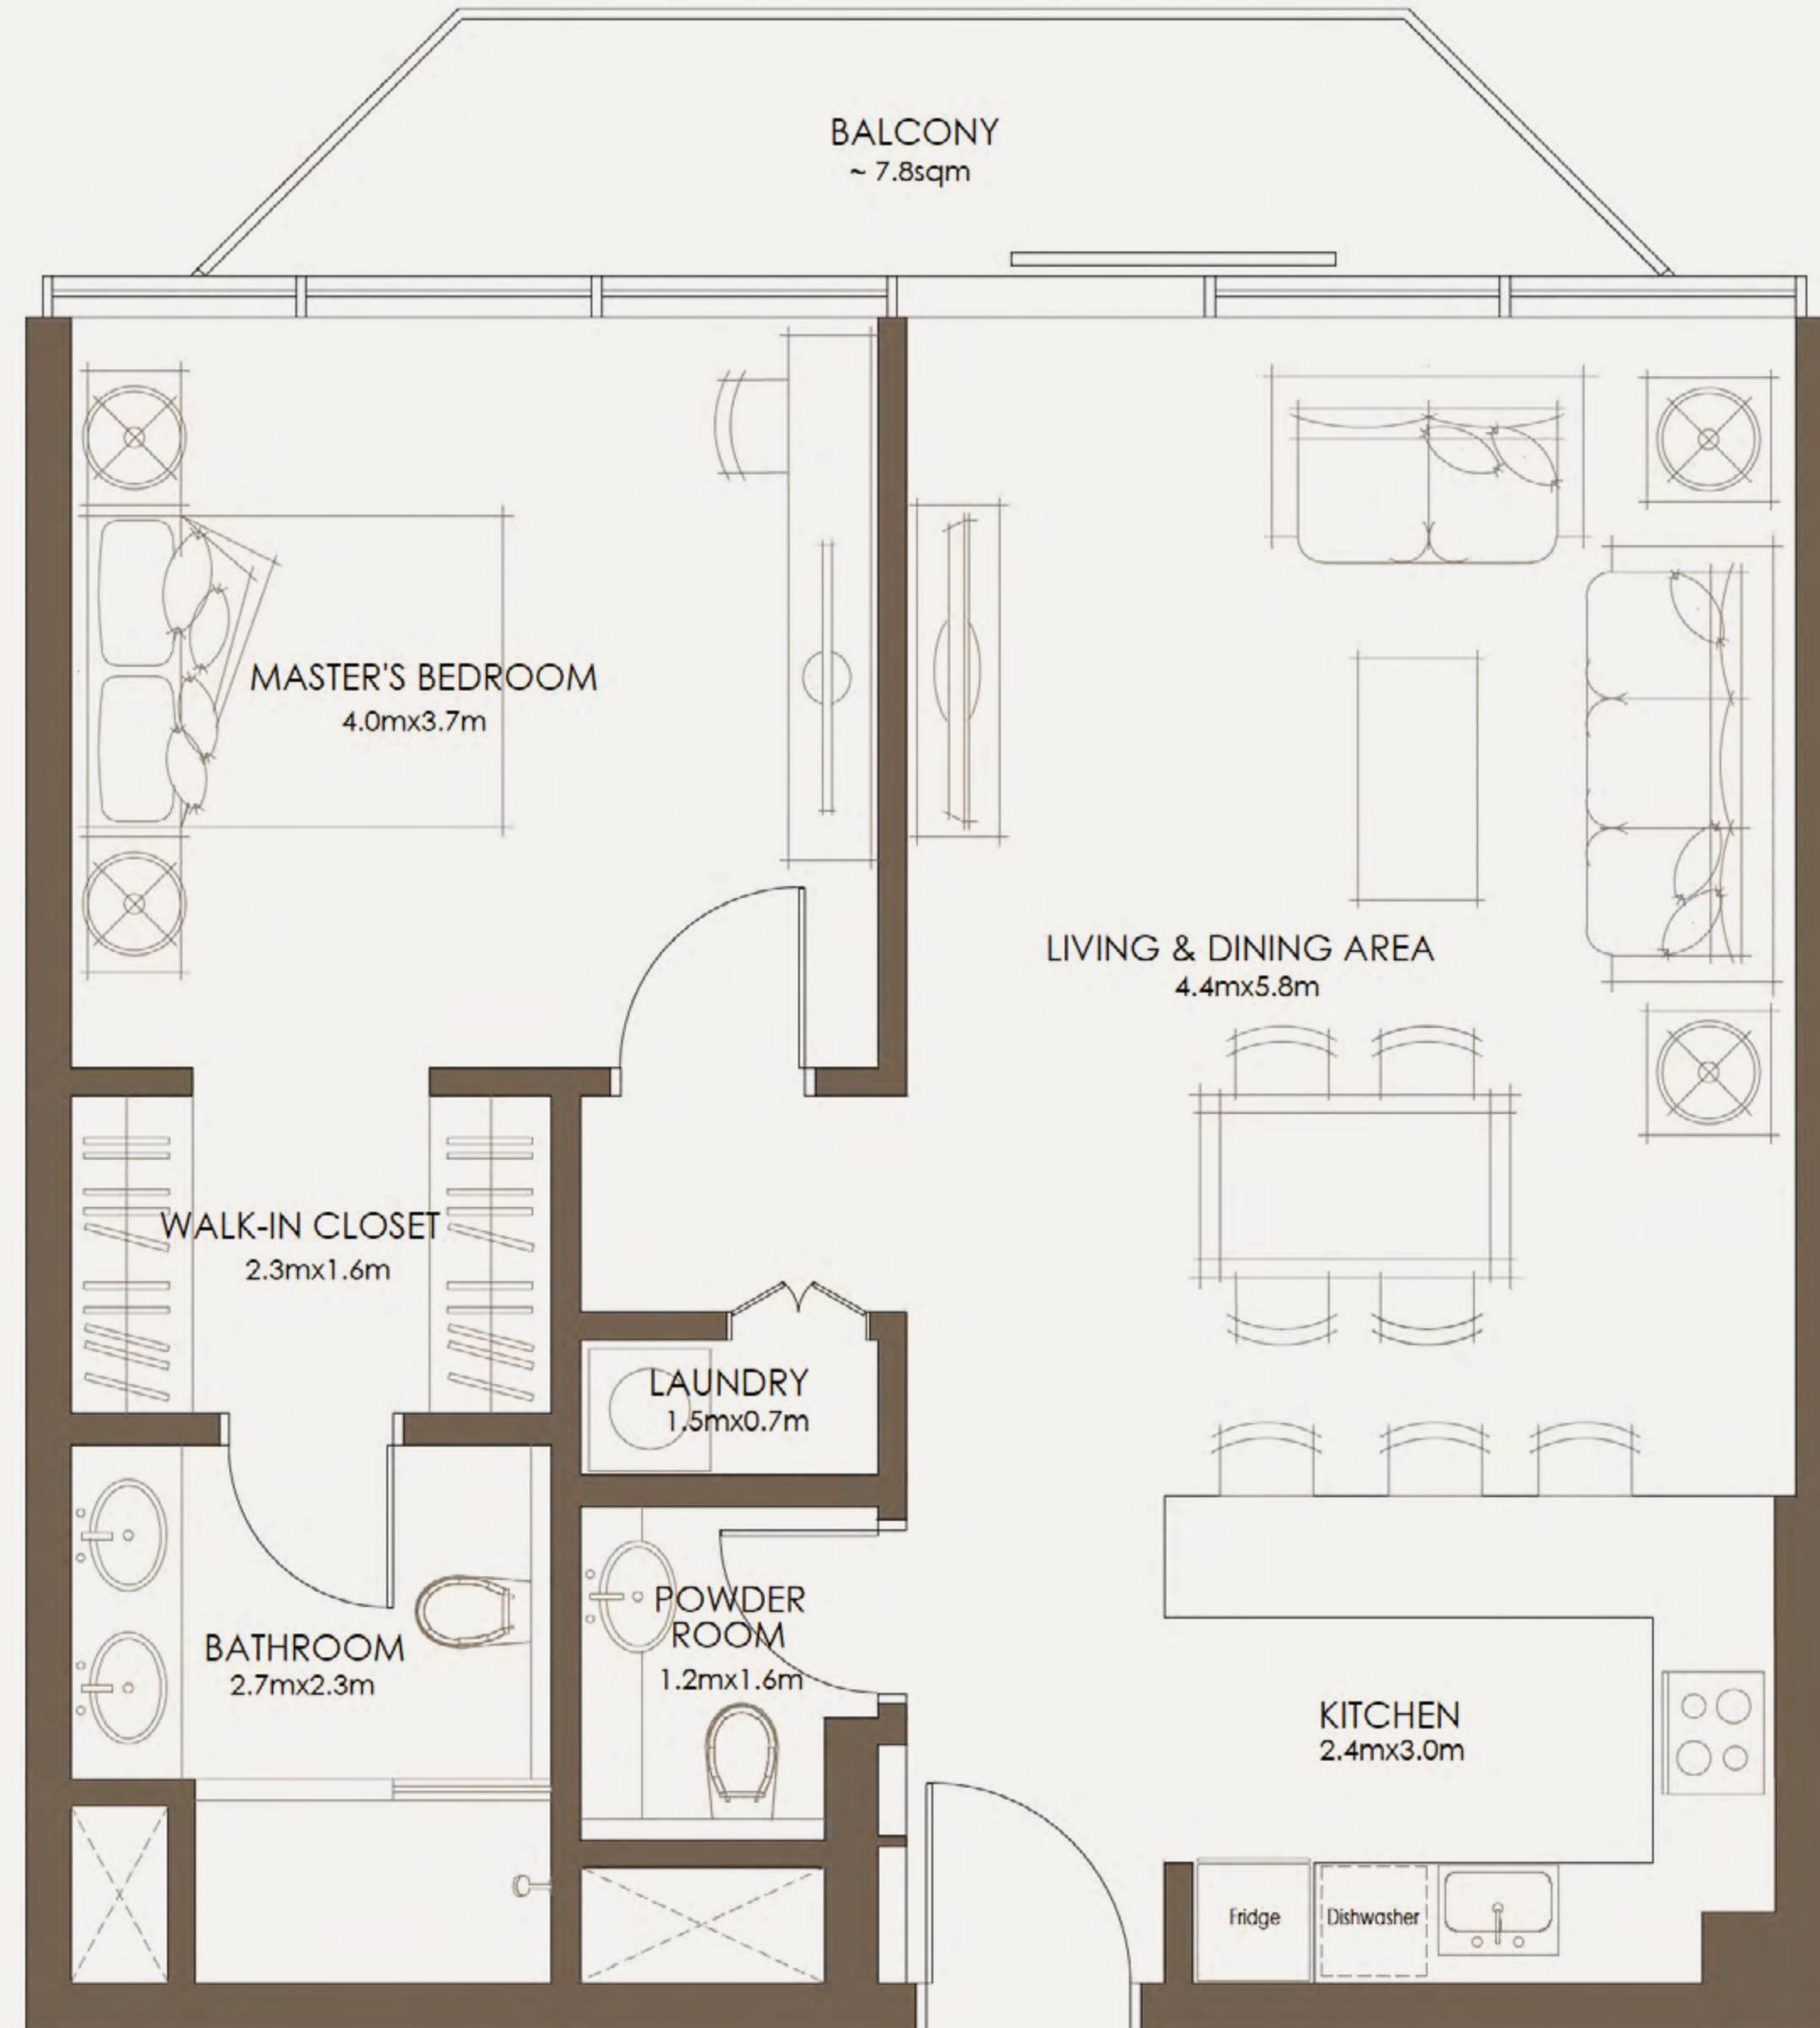 BALCONY
~ 7.8sqm
MASTER'S BEDROOM
4.0mx3.7m
LIVING & DINING AREA
4.4mx5.8m
WALK-IN CLOSET
2.3mx1.6m
LAUNDRY
1.5mx0.7m
POWDER
ROOM
1.2mx1.6m
BATHROOM
2.7mx2.3m
KITCHEN
2.4mx3.0m
Fridge
Dishwasher